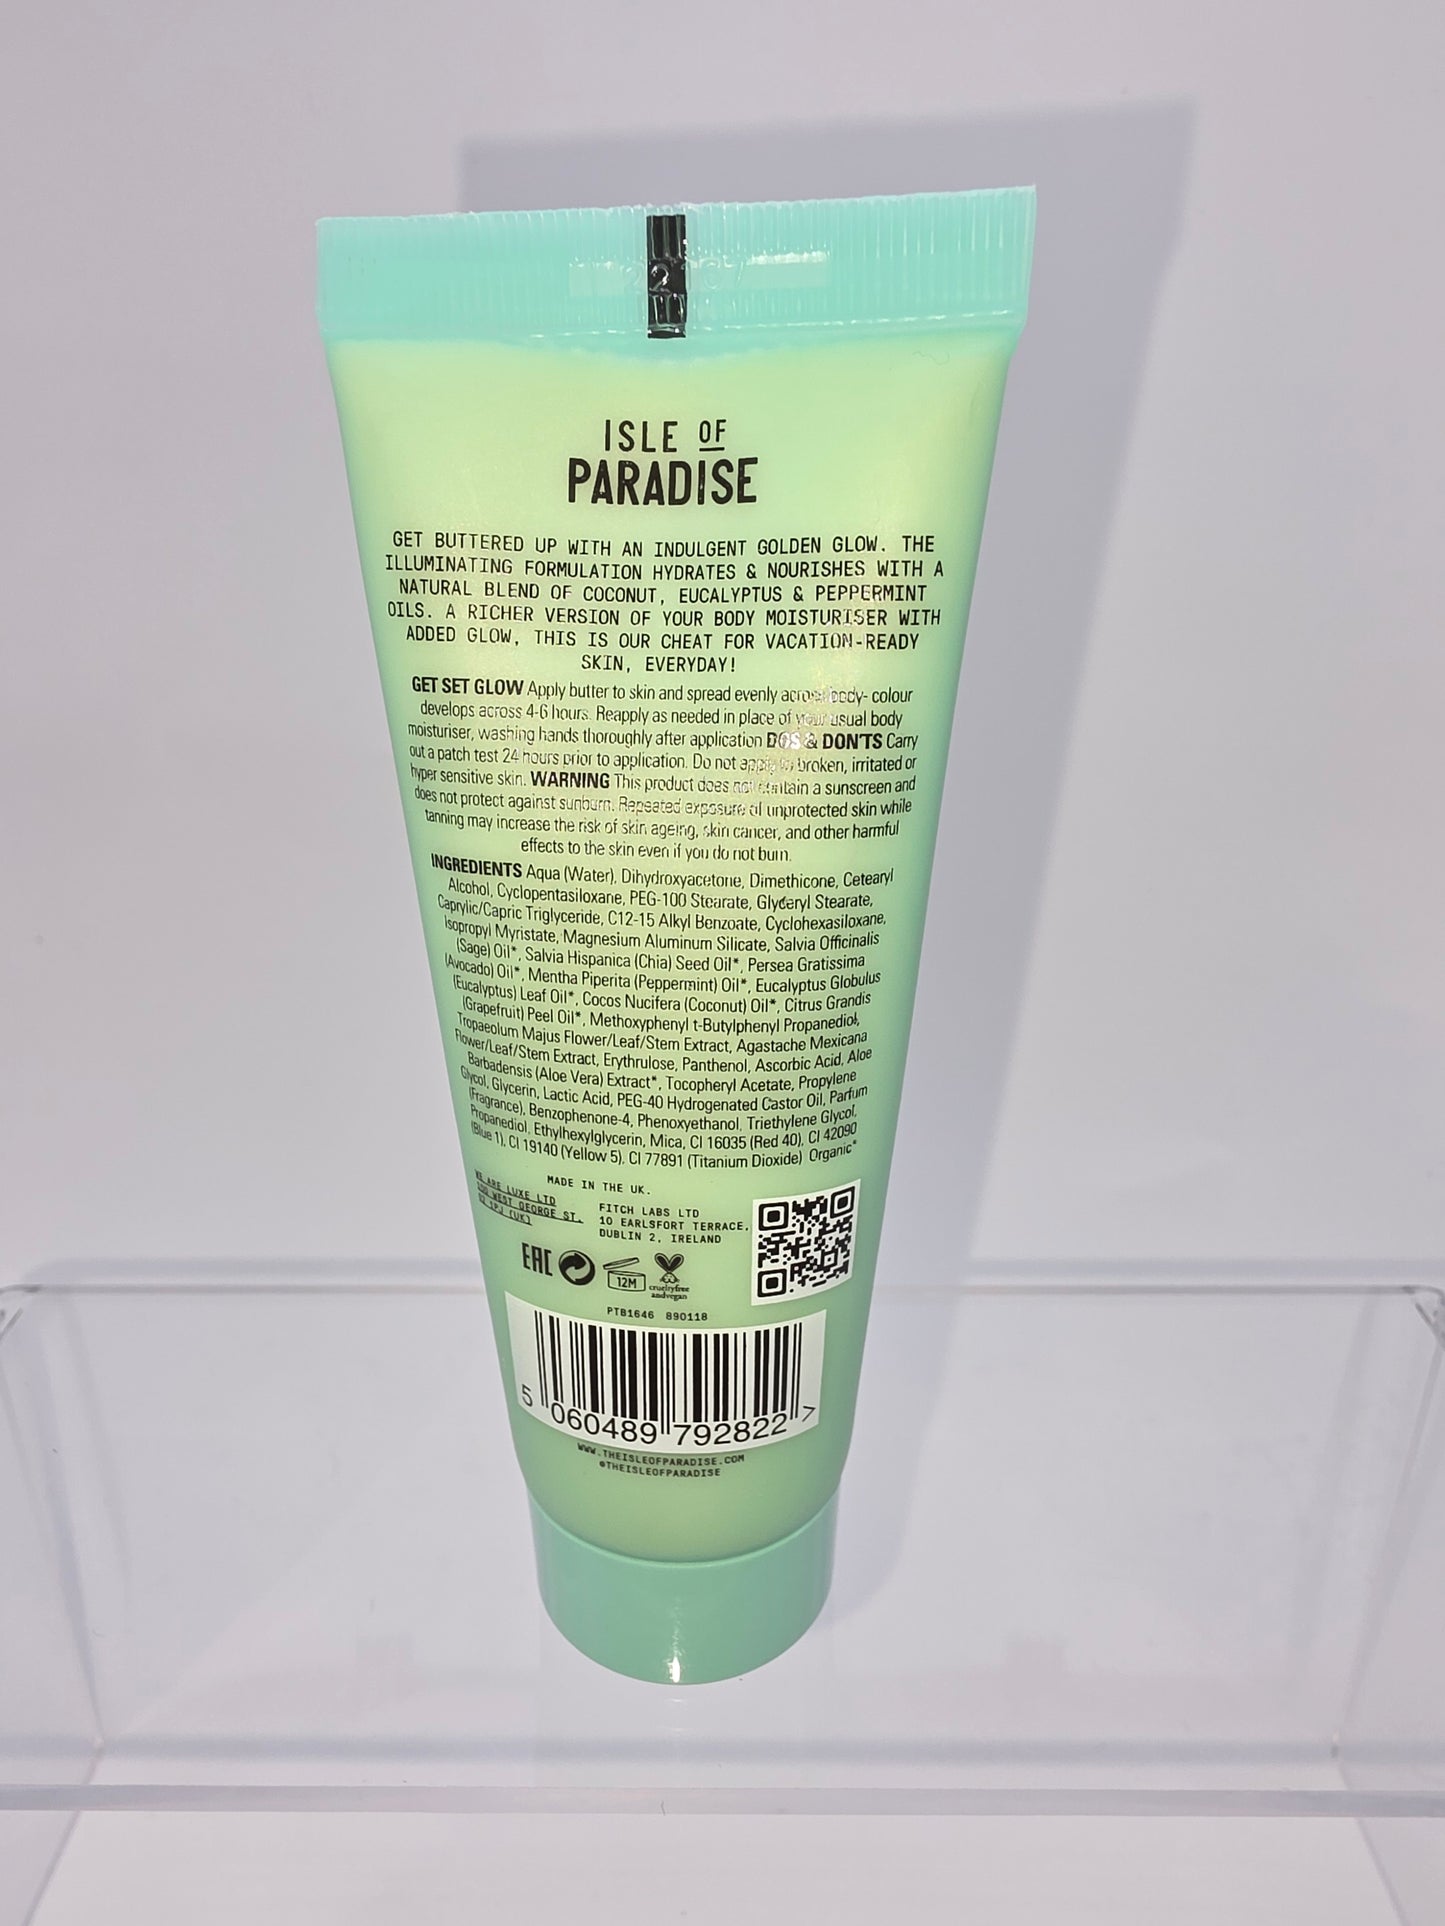 ISLE OF
PARADISE
GET BUTTERED UP WITH AN INDULGENT GOLDEN GLOW. THE
ILLUMINATING FORMULATION HYDRATES & NOURISHES WITH A
NATURAL BLEND OF COCONUT, EUCALYPTUS & PEPPERMINT
OILS. A RICHER VERSION OF YOUR BODY MOISTURISER WITH
ADDED GLOW, THIS IS OUR CHEAT FOR VACATION-READY
SKIN, EVERYDAY!
GET SET GLOW Apply butter to skin and spread evenly across body- colour
develops across 4-6 hours. Reapply as needed in place of your usual body
moisturiser, washing hands thoroughly after application DOS & DON'TS Carry
out a patch test 24 hours prior to application. Do not apply to broken, irritated or
hyper sensitive skin. WARNING This product does not contain a sunscreen and
does not protect against sunburn. Repeated exposure of unprotected skin while
tanning may increase the risk of skin ageing, skin cancer, and other harmful
effects to the skin even if you do not burn.
INGREDIENTS Aqua (Water), Dihydroxyacetone, Dimethicone, Cetearyl
Alcohol, Cyclopentasiloxane, PEG-100 Stearate, Glyceryl Stearate,
Caprylic/Capric Triglyceride, C12-15 Alkyl Benzoate, Cyclohexasiloxane,
Isopropyl Myristate, Magnesium Aluminum Silicate, Salvia Officinalis
(Sage) Oil*, Salvia Hispanica (Chia) Seed Oil*, Persea Gratissima
(Avocado) Oil*, Mentha Piperita (Peppermint) Oil*, Eucalyptus Globulus
(Eucalyptus) Leaf Oil*, Cocos Nucifera (Coconut) Oil*, Citrus Grandis
(Grapefruit) Peel Oil*, Methoxyphenyl t-Butylphenyl Propanediol,
Tropaeolum Majus Flower/Leaf/Stem Extract, Agastache Mexicana
Flower/Leaf/Stem Extract, Erythrulose, Panthenol, Ascorbic Acid, Aloe
Barbadensis (Aloe Vera) Extract*, Tocopheryl Acetate, Propylene
Glycol, Glycerin, Lactic Acid, PEG-40 Hydrogenated Castor Oil, Parfum
(Fragrance), Benzophenone-4, Phenoxyethanol, Triethylene Glycol,
Propanediol, Ethylhexylglycerin, Mica, CI 16035 (Red 40), CI 42090
(Blue 1), CI 19140 (Yellow 5), CI 77891 (Titanium Dioxide) Organic*
MADE IN THE UK.
WE ARE LUXE LTD
WEST GEORGE ST,
(UK)
FITCH LABS LTD
10 EARLSFORT TERRACE,
DUBLIN 2, IRELAND
EAC
12M
crueltyfree
andvegan
PTB1646 890118
5 060489 792822 7
WWW.THEISLEOFPARADISE.COM
@THEISLEOFPARADISE